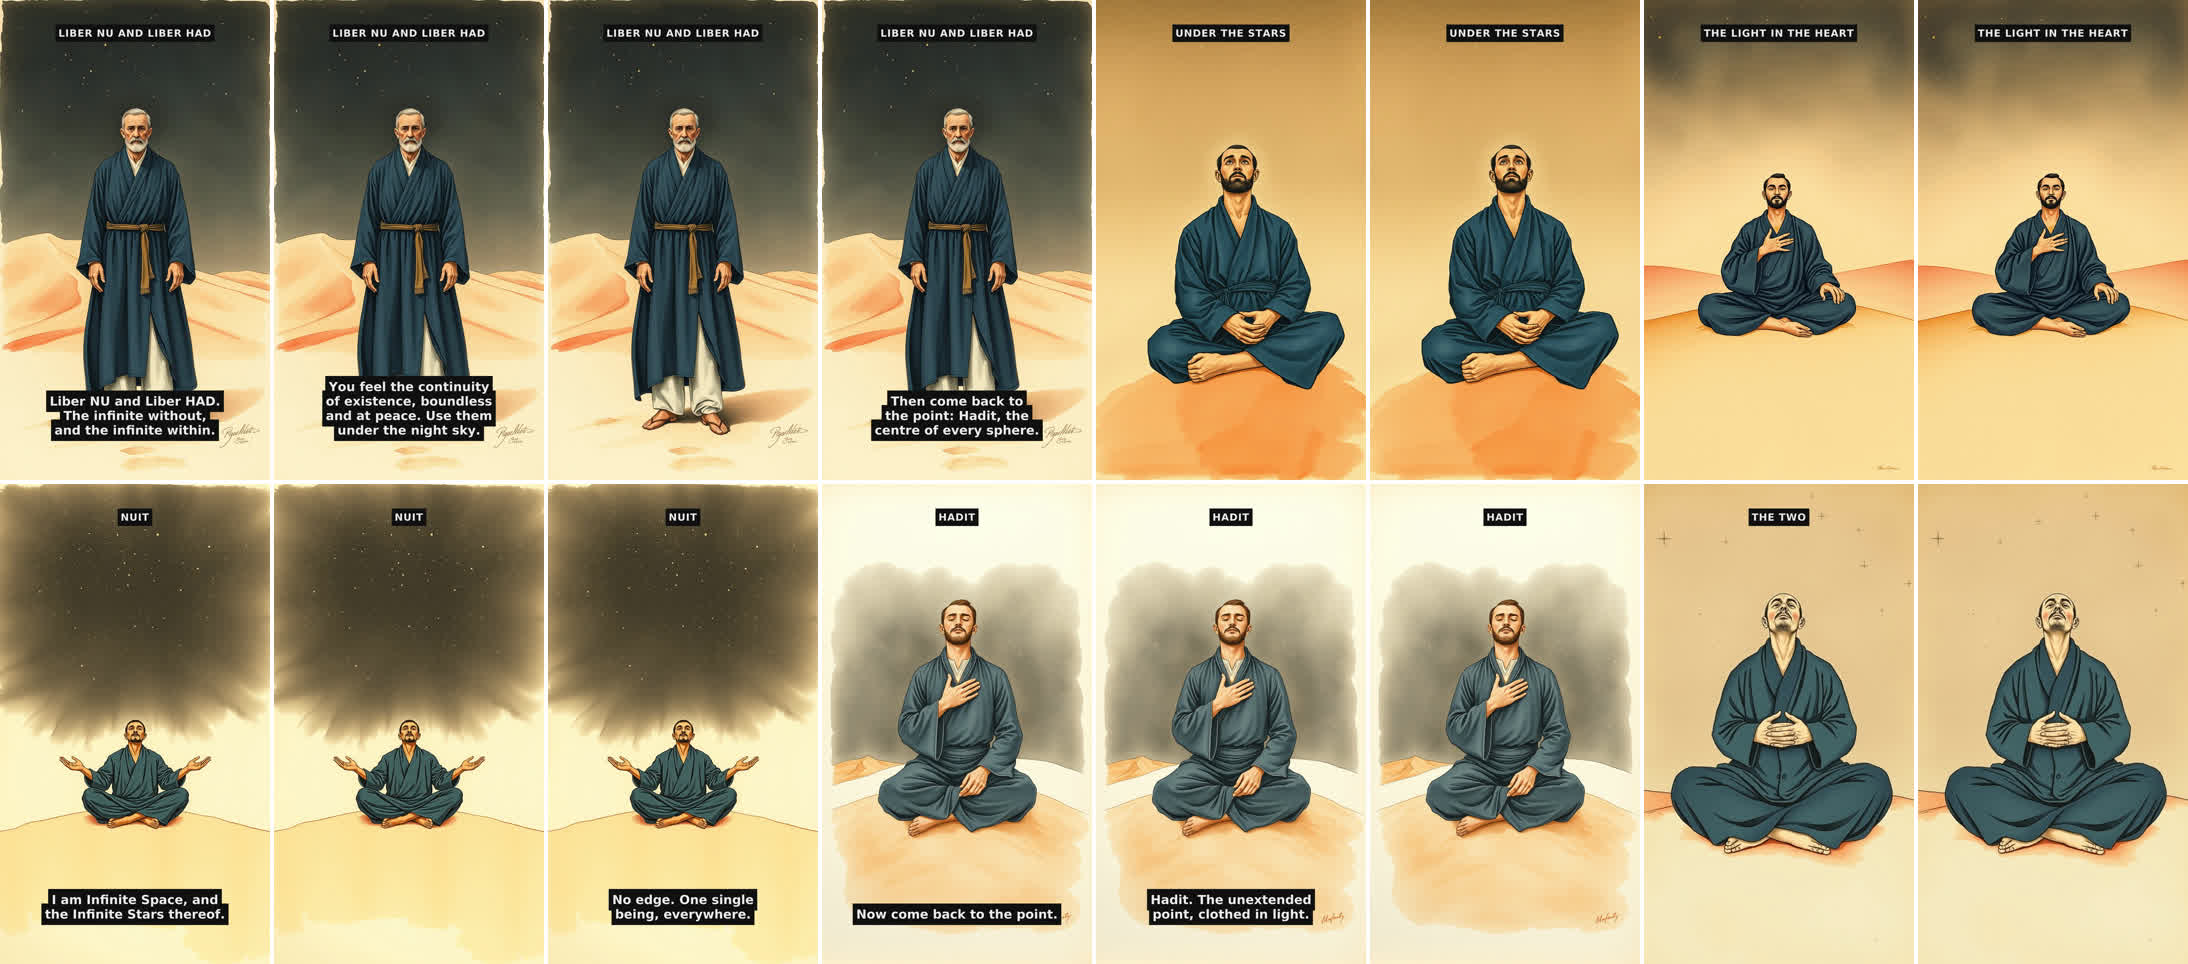 LIBER NU AND LIBER HAD
Liber NU and Liber HAD.
The infinite without,
and the infinite within.
LIBER NU AND LIBER HAD
You feel the continuity
of existence, boundless
and at peace. Use them
under the night sky.
LIBER NU AND LIBER HAD
LIBER NU AND LIBER HAD
Then come back to
the point: Hadit, the
centre of every sphere.
UNDER THE STARS
UNDER THE STARS
THE LIGHT IN THE HEART
THE LIGHT IN THE HEART
NUIT
I am Infinite Space, and
the Infinite Stars thereof.
NUIT
NUIT
No edge. One single
being, everywhere.
HADIT
Now come back to the point.
HADIT
Hadit. The unextended
point, clothed in light.
HADIT
THE TWO